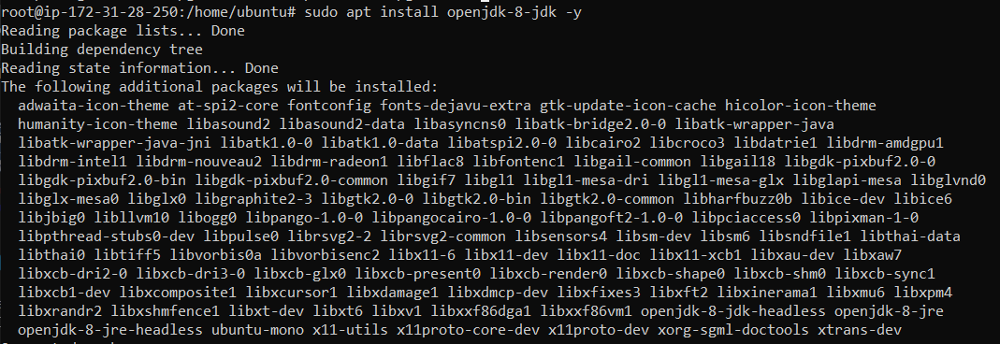 root@ip-172-31-28-250:/home/ubuntu# sudo apt install openjdk-8-jdk -y
Reading package lists... Done
Building dependency tree
Reading state information... Done
The following additional packages will be installed:
  adwaita-icon-theme at-spi2-core fontconfig fonts-dejavu-extra gtk-update-icon-cache hicolor-icon-theme
  humanity-icon-theme libasound2 libasound2-data libasyncns0 libatk-bridge2.0-0 libatk-wrapper-java
  libatk-wrapper-java-jni libatk1.0-0 libatk1.0-data libatspi2.0-0 libcairo2 libcroco3 libdatrie1 libdrm-amdgpu1
  libdrm-intel1 libdrm-nouveau2 libdrm-radeon1 libflac8 libfontenc1 libgail-common libgail18 libgdk-pixbuf2.0-0
  libgdk-pixbuf2.0-bin libgdk-pixbuf2.0-common libgif7 libgl1 libgl1-mesa-dri libgl1-mesa-glx libglapi-mesa libglvnd0
  libglx-mesa0 libglx0 libgraphite2-3 libgtk2.0-0 libgtk2.0-bin libgtk2.0-common libharfbuzz0b libice-dev libice6
  libjbig0 libllvm10 libogg0 libpango-1.0-0 libpangocairo-1.0-0 libpangoft2-1.0-0 libpciaccess0 libpixman-1-0
  libpthread-stubs0-dev libpulse0 librsvg2-2 librsvg2-common libsensors4 libsm-dev libsm6 libsndfile1 libthai-data
  libthai0 libtiff5 libvorbis0a libvorbisenc2 libx11-6 libx11-dev libx11-doc libx11-xcb1 libxau-dev libxaw7
  libxcb-dri2-0 libxcb-dri3-0 libxcb-glx0 libxcb-present0 libxcb-render0 libxcb-shape0 libxcb-shm0 libxcb-sync1
  libxcb1-dev libxcomposite1 libxcursor1 libxdamage1 libxdmcp-dev libxfixes3 libxft2 libxinerama1 libxmu6 libxpm4
  libxrandr2 libxshmfence1 libxt-dev libxt6 libxv1 libxxf86dga1 libxxf86vm1 openjdk-8-jdk-headless openjdk-8-jre
  openjdk-8-jre-headless ubuntu-mono x11-utils x11proto-core-dev x11proto-dev xorg-sgml-doctools xtrans-dev